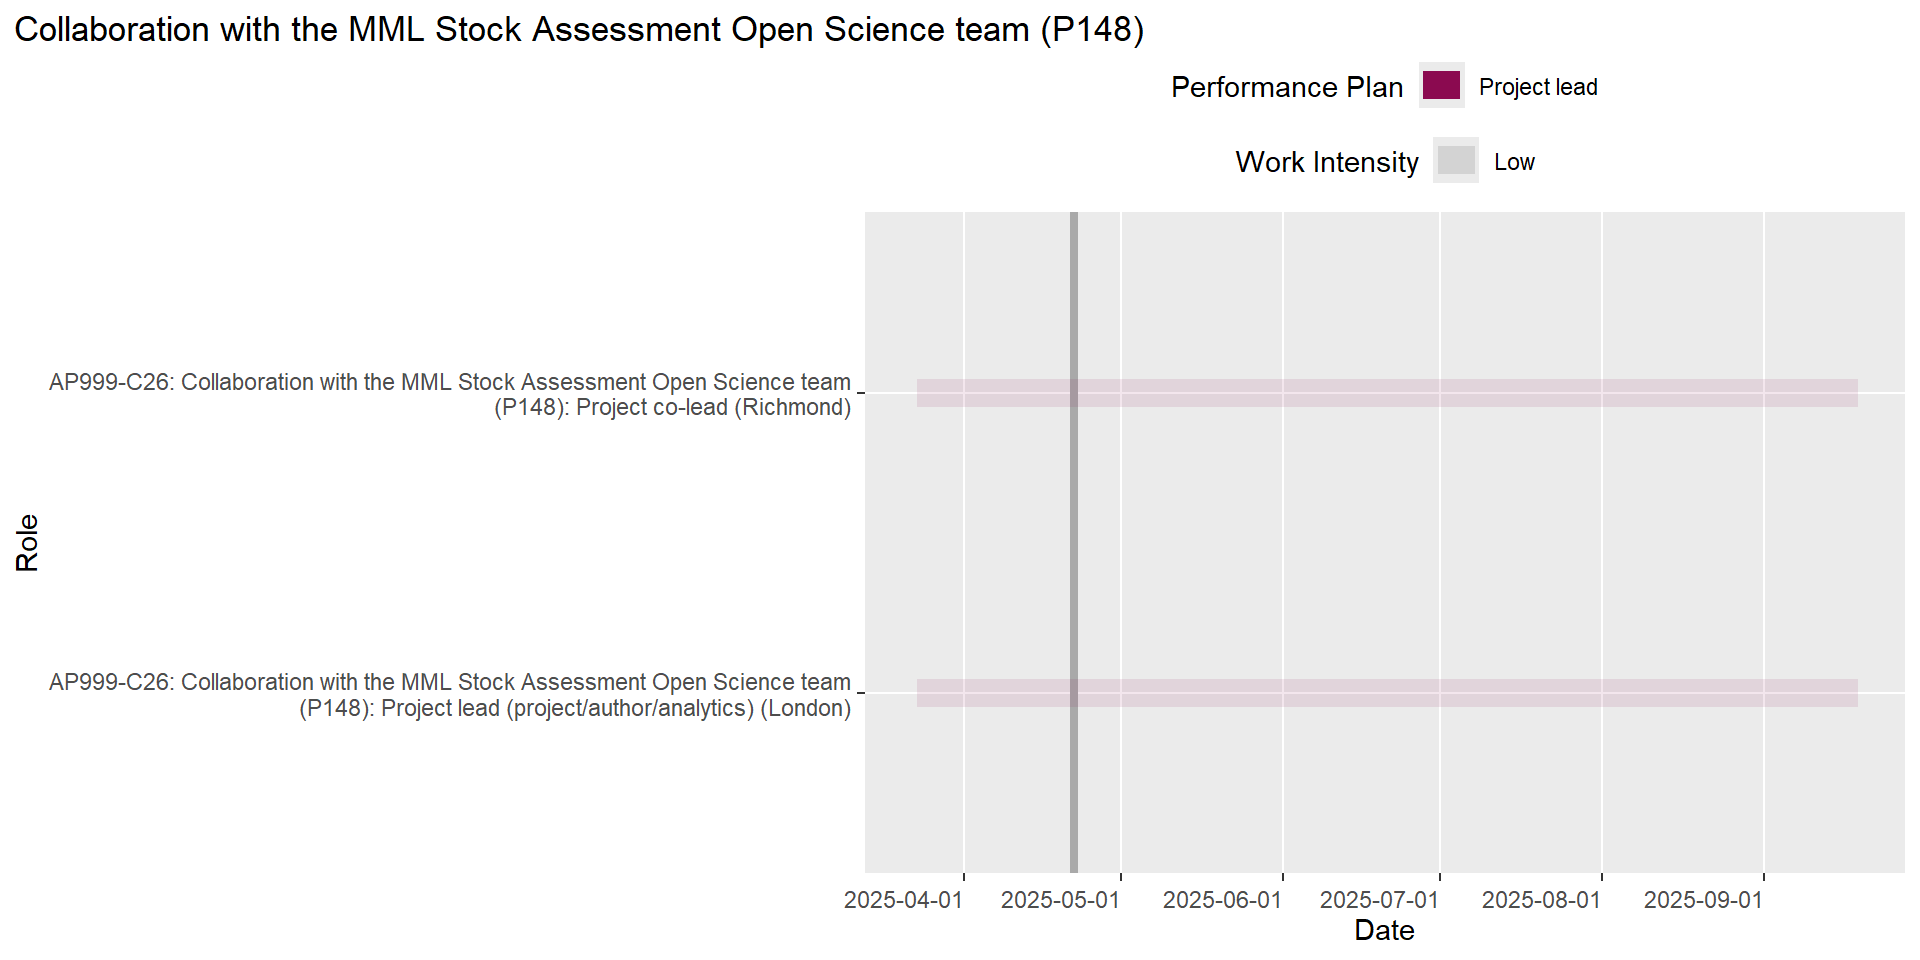 Collaboration with the MML Stock Assessment Open Science team (P148)
Performance Plan Project lead
Work Intensity Low
AP999-C26: Collaboration with the MML Stock Assessment Open Science team
(P148): Project co-lead (Richmond)
Role
AP999-C26: Collaboration with the MML Stock Assessment Open Science team
(P148): Project lead (project/author/analytics) (London)
2025-04-01 2025-05-01 2025-06-01 2025-07-01 2025-08-01 2025-09-01
Date